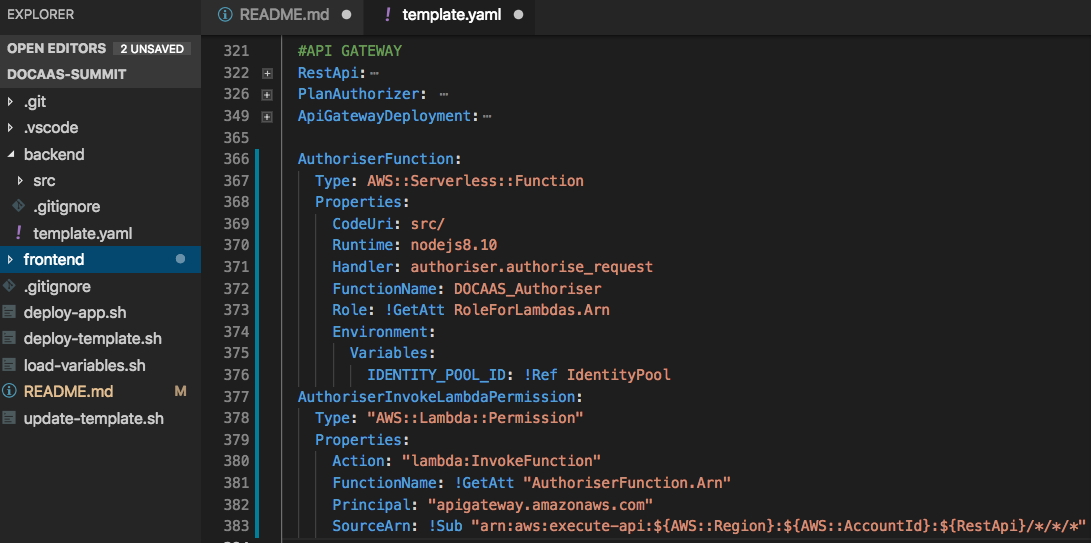 EXPLORER
OPEN EDITORS 2 UNSAVED
DOCAAS-SUMMIT
.git
.vscode
backend
src
.gitignore
! template.yaml
frontend
.gitignore
deploy-app.sh
deploy-template.sh
load-variables.sh
README.md M
update-template.sh
README.md
! template.yaml
321 #API GATEWAY
322 RestApi:⋯
326 PlanAuthorizer: ⋯
349 ApiGatewayDeployment:⋯
365
366 AuthoriserFunction:
367 Type: AWS::Serverless::Function
368 Properties:
369 CodeUri: src/
370 Runtime: nodejs8.10
371 Handler: authoriser.authorise_request
372 FunctionName: DOCAAS_Authoriser
373 Role: !GetAtt RoleForLambdas.Arn
374 Environment:
375 Variables:
376 IDENTITY_POOL_ID: !Ref IdentityPool
377 AuthoriserInvokeLambdaPermission:
378 Type: "AWS::Lambda::Permission"
379 Properties:
380 Action: "lambda:InvokeFunction"
381 FunctionName: !GetAtt "AuthoriserFunction.Arn"
382 Principal: "apigateway.amazonaws.com"
383 SourceArn: !Sub "arn:aws:execute-api:${AWS::Region}:${AWS::AccountId}:${RestApi}/*/*/*"